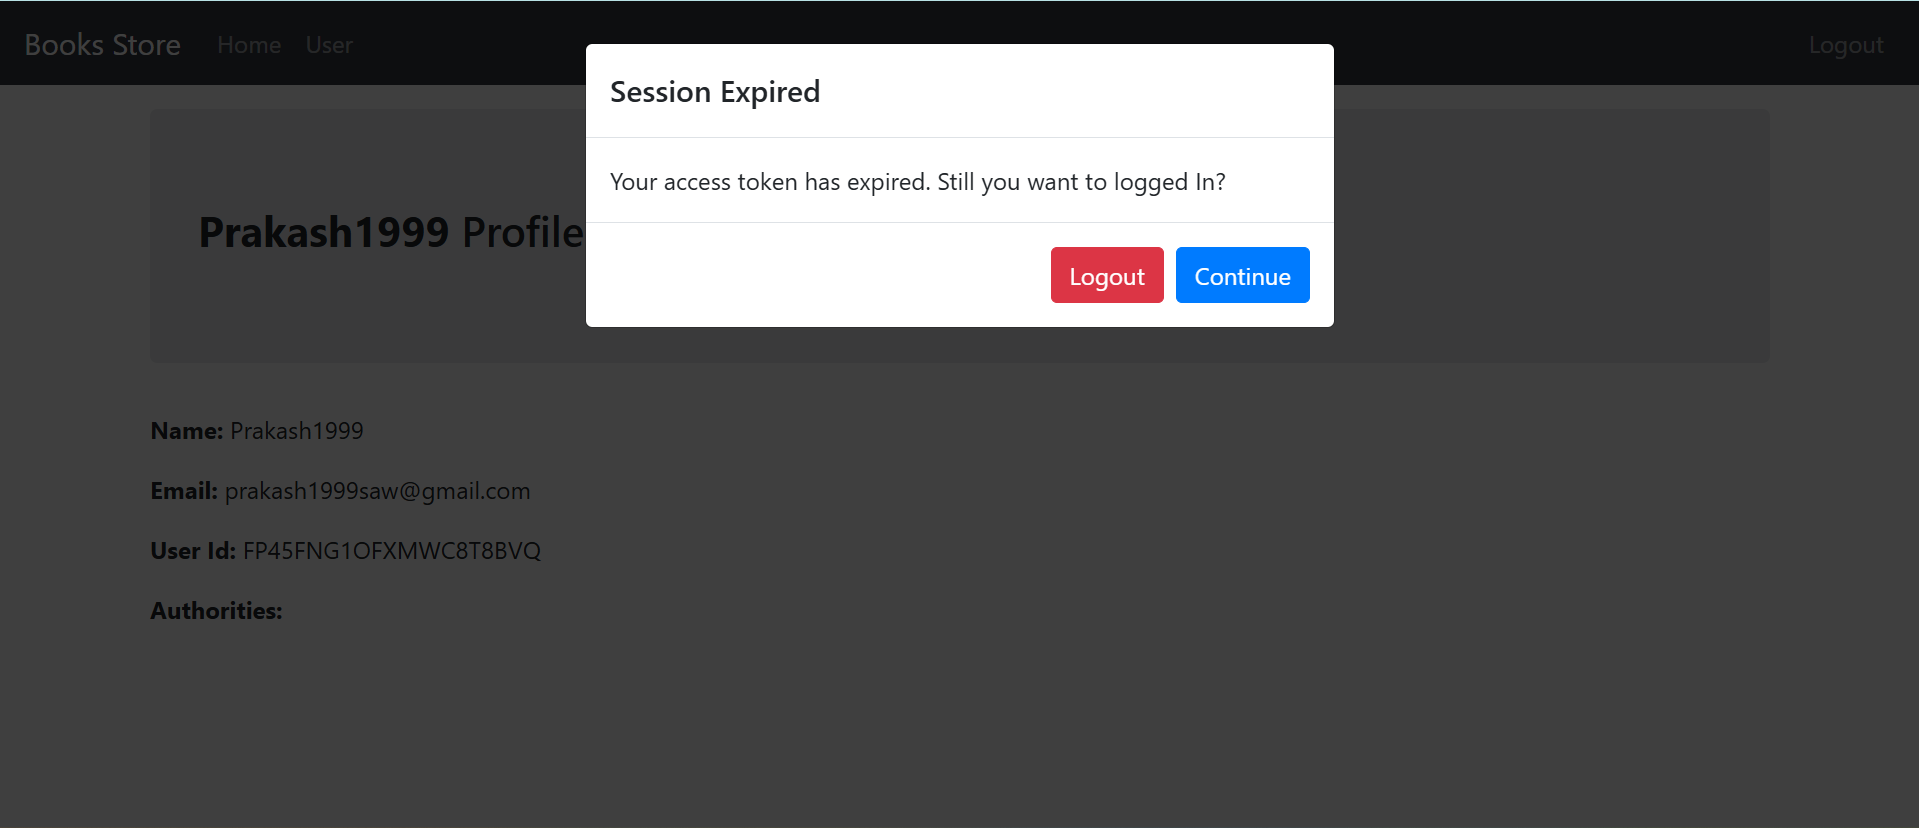 Books Store Home User Logout
Session Expired
Your access token has expired. Still you want to logged In?
Logout Continue
Prakash1999 Profile
Name: Prakash1999
Email: prakash1999saw@gmail.com
User Id: FP45FNG1OFXMWC8T8BVQ
Authorities: